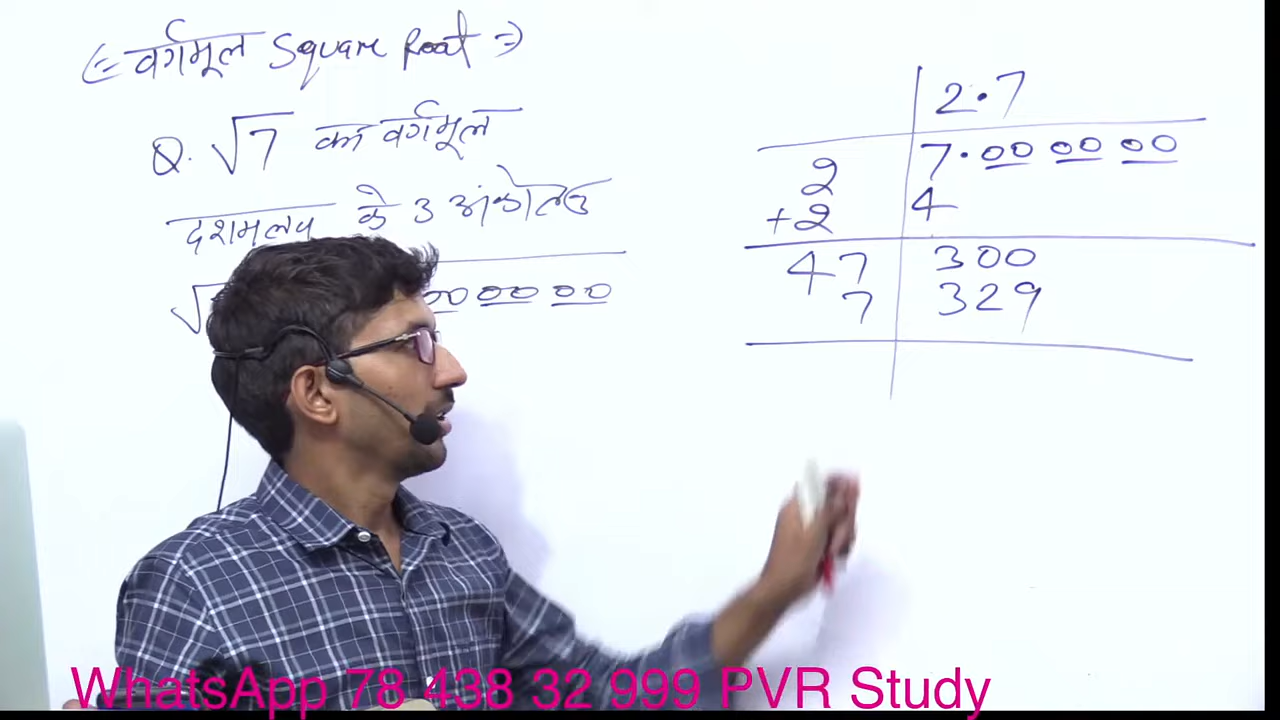 (= वर्गमूल Square Root =)
Q. √7 का वर्गमूल
दशमलव के 3 अंको तक
00 00 00
2.7
2 7.00 00 00
+2 4
47 300
7 329
WhatsApp 78 438 32 999 PVR Study